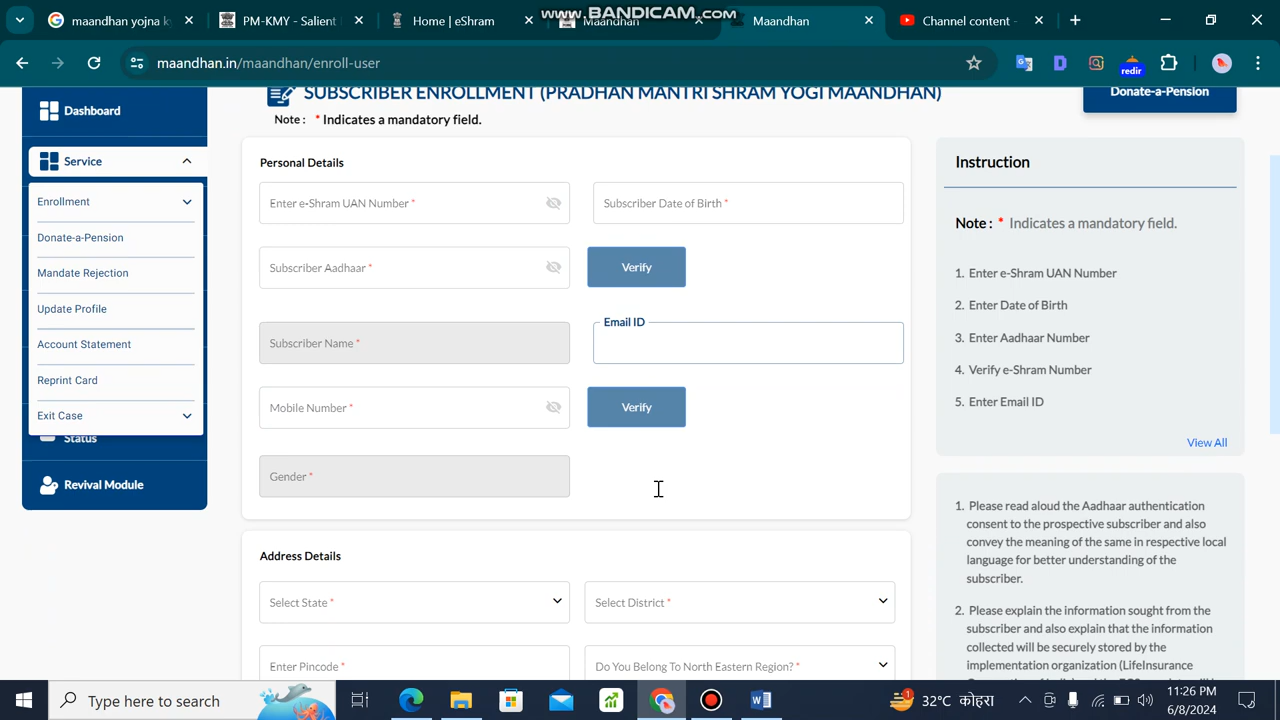 maandhan yojna k
PM-KMY - Salient
Home | eShram
Maandhan
Maandhan
Channel content -
WWW.BANDICAM.COM
maandhan.in/maandhan/enroll-user
redir
Dashboard
Service
Enrollment
Donate-a-Pension
Mandate Rejection
Update Profile
Account Statement
Reprint Card
Exit Case
Status
Revival Module
SUBSCRIBER ENROLLMENT (PRADHAN MANTRI SHRAM YOGI MAANDHAN)
Donate-a-Pension
Note : * Indicates a mandatory field.
Personal Details
Enter e-Shram UAN Number *
Subscriber Date of Birth *
Subscriber Aadhaar *
Verify
Subscriber Name *
Email ID
Mobile Number *
Verify
Gender *
Address Details
Select State *
Select District *
Enter Pincode *
Do You Belong To North Eastern Region? *
Instruction
Note : * Indicates a mandatory field.
1. Enter e-Shram UAN Number
2. Enter Date of Birth
3. Enter Aadhaar Number
4. Verify e-Shram Number
5. Enter Email ID
View All
1. Please read aloud the Aadhaar authentication
consent to the prospective subscriber and also
convey the meaning of the same in respective local
language for better understanding of the
subscriber.
2. Please explain the information sought from the
subscriber and also explain that the information
collected will be securely stored by the
implementation organization (LifeInsurance
Type here to search
1
32°C कोहरा
11:26 PM
6/8/2024